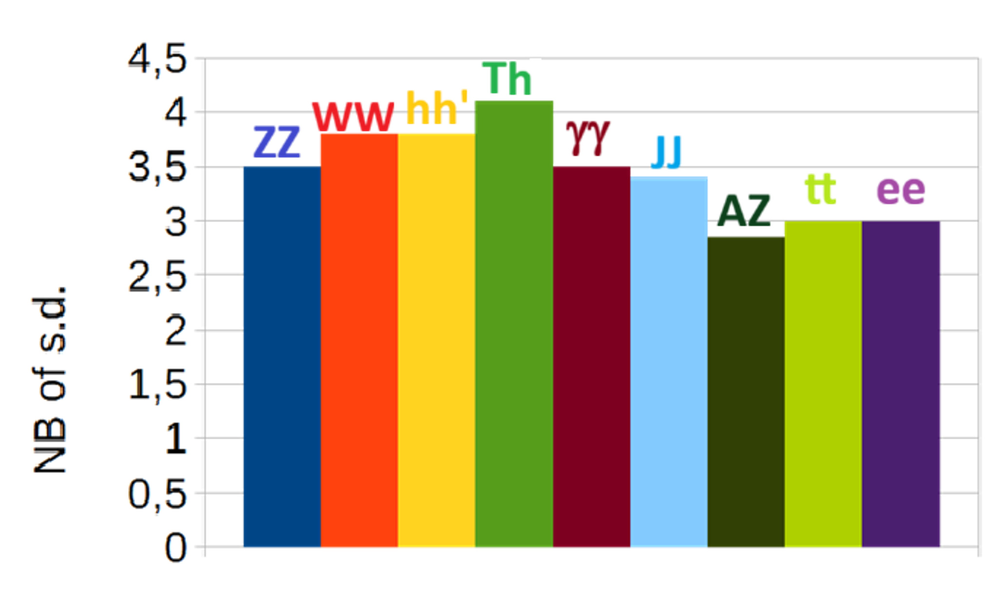 4,5
4
3,5
3
2,5
2
1,5
1
0,5
0
NB of s.d.
ZZ
WW
hh'
Th
γγ
JJ
AZ
tt
ee